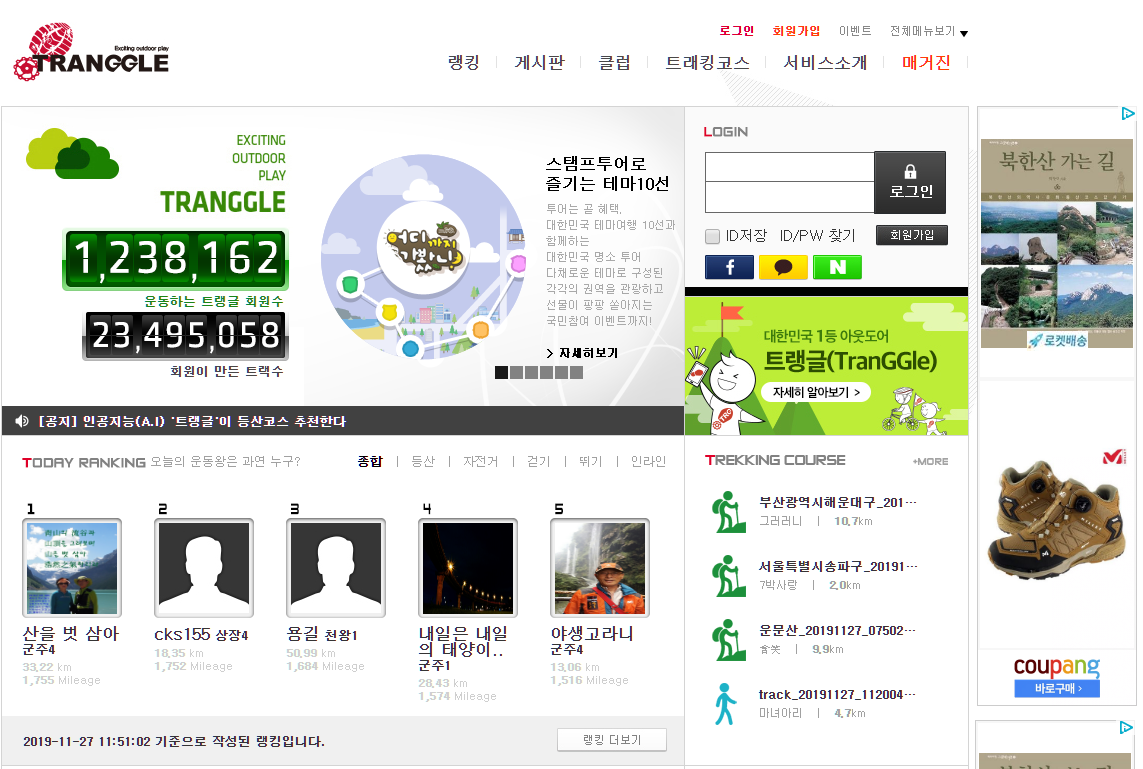 로그인 회원가입 이벤트 전체메뉴보기
Exciting outdoor play
TRANGGLE
랭킹 게시판 클럽 트래킹코스 서비스소개 매거진
EXCITING
OUTDOOR
PLAY
TRANGGLE
1,238,162
운동하는 트랭글 회원수
23,495,058
회원이 만든 트랙수
어디까지
가봤니?
스탬프투어로
즐기는 테마10선
투어는 곧 혜택,
대한민국 테마여행 10선과
함께하는
대한민국 명소 투어
다채로운 테마로 구성된
각각의 권역을 관광하고
선물이 팡팡 쏟아지는
국민참여 이벤트까지!
> 자세히보기
LOGIN
로그인
ID저장 ID/PW 찾기 회원가입
f N
대한민국 1등 아웃도어
트랭글(TranGGle)
자세히 알아보기 >
[공지] 인공지능(A.I) '트랭글'이 등산코스 추천한다
TODAY RANKING 오늘의 운동왕은 과연 누구?
종합 | 등산 | 자전거 | 걷기 | 뛰기 | 인라인
1 2 3 4 5
산을 벗 삼아
군주4
33,22 km
1,755 Mileage
cks155 상장4
18,35 km
1,752 Mileage
용길 천왕1
50,99 km
1,684 Mileage
내일은 내일
의 태양이..
군주1
28,43 km
1,574 Mileage
야생고라니
군주4
13,06 km
1,516 Mileage
2019-11-27 11:51:02 기준으로 작성된 랭킹입니다.
랭킹 더보기
TREKKING COURSE +MORE
부산광역시해운대구_201…
그러러니 | 10,7km
서울특별시송파구_20191…
7박사랑 | 2,0km
운문산_20191127_07502…
食笑 | 9,9km
track_20191127_112004…
마녀아리 | 4,7km
북한산 가는 길
로켓배송
coupang
바로구매 >
북한산 가는 길